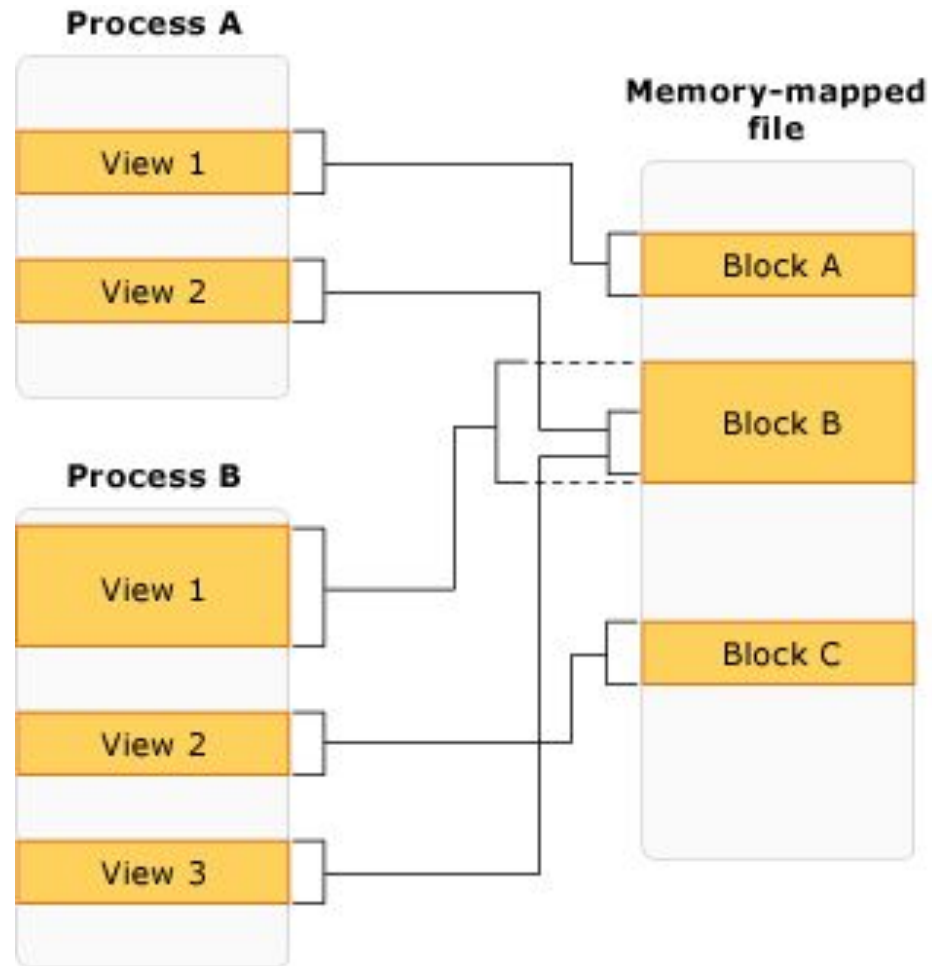 Process A
View 1
View 2
Process B
View 1
View 2
View 3
Memory-mapped
file
Block A
Block B
Block C